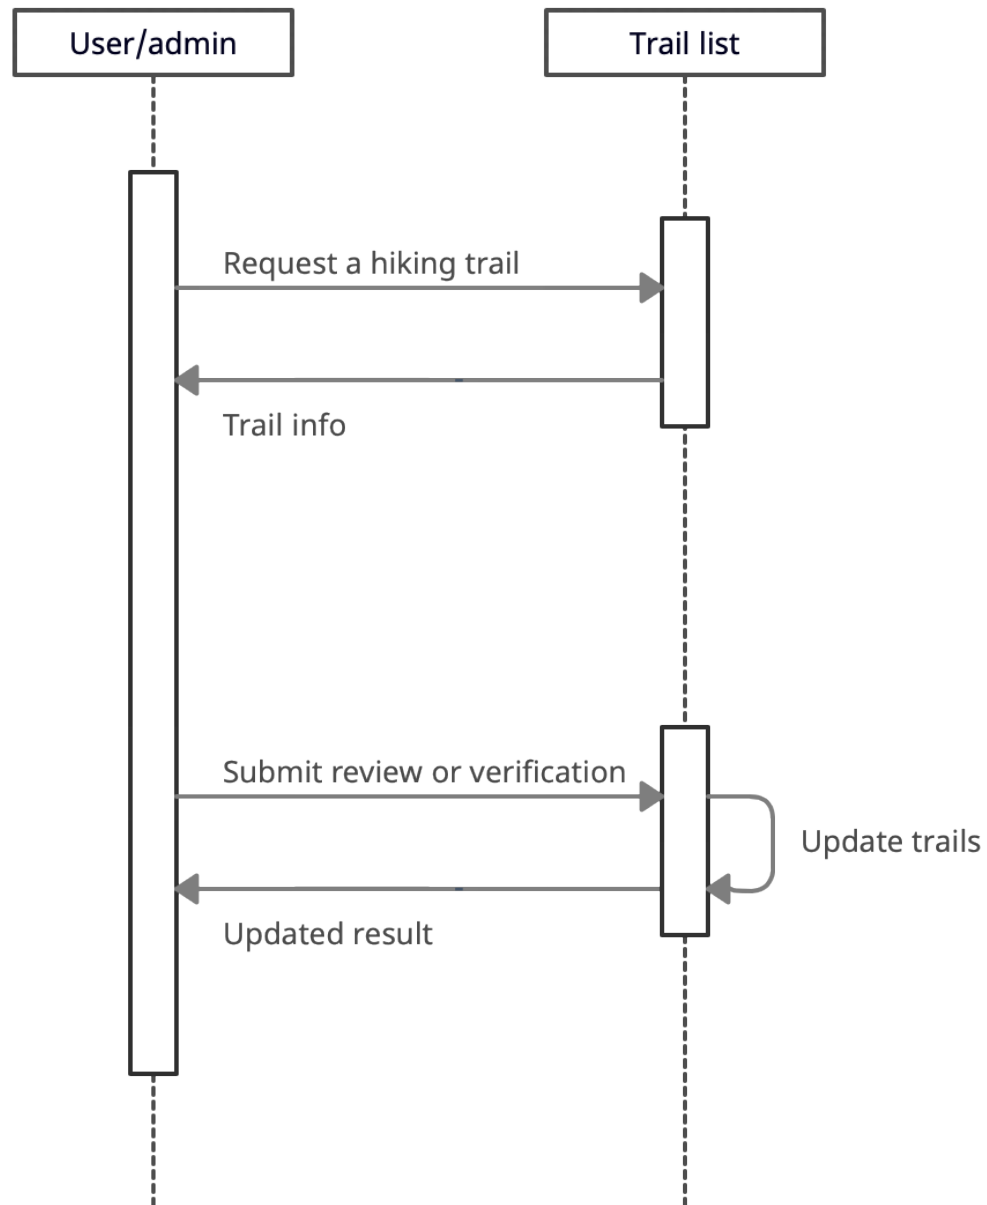 User/admin
Trail list
Request a hiking trail
Trail info
Submit review or verification
Update trails
Updated result